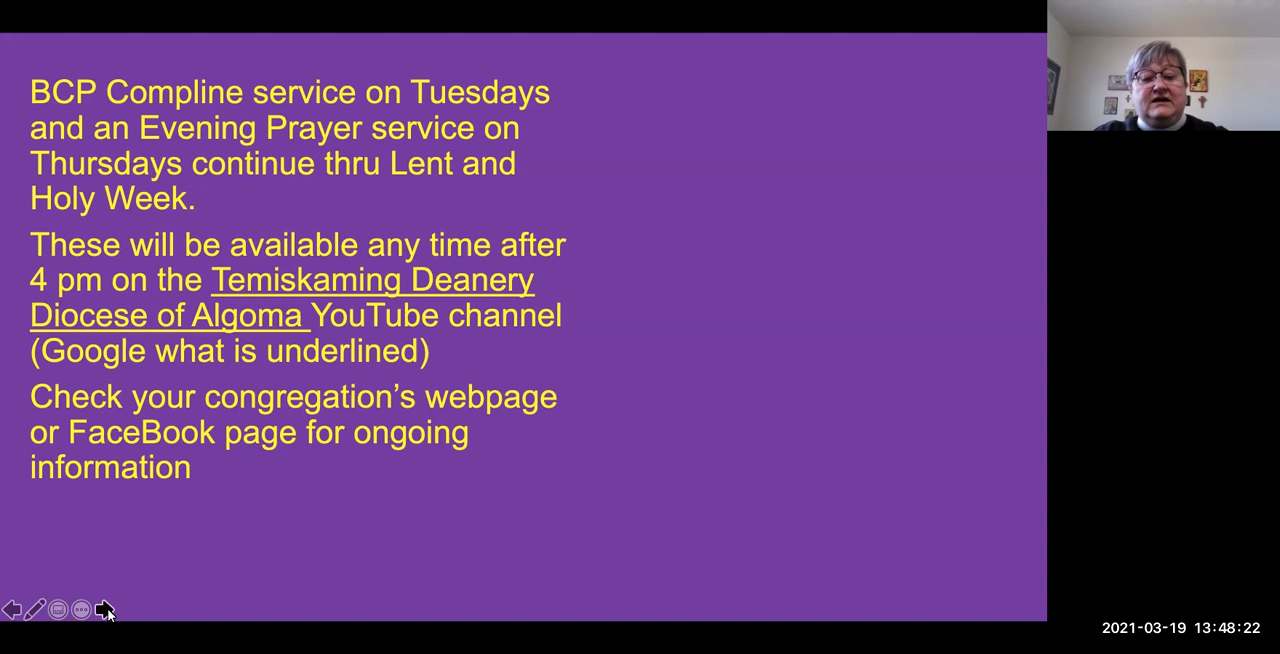 BCP Compline service on Tuesdays
and an Evening Prayer service on
Thursdays continue thru Lent and
Holy Week.
These will be available any time after
4 pm on the Temiskaming Deanery
Diocese of Algoma YouTube channel
(Google what is underlined)
Check your congregation’s webpage
or FaceBook page for ongoing
information
2021-03-19 13:48:22